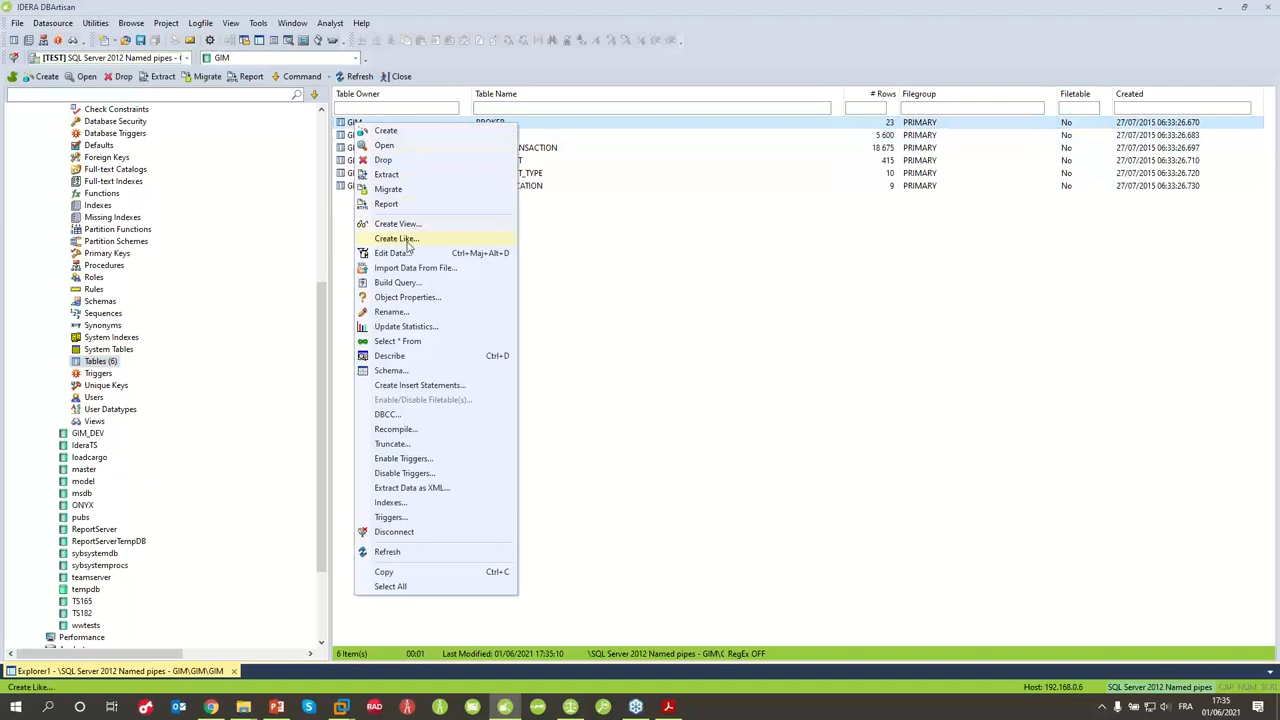 IDERA DBArtisan
File Datasource Utilities Browse Project Logfile View Tools Window Analyst Help
[TEST] SQL Server 2012 Named pipes - ( GIM
Create Open Drop Extract Migrate Report Command Refresh Close
Table Owner Table Name # Rows Filegroup Filetable Created
GIM BROKER 23 PRIMARY No 27/07/2015 06:33:26.670
5 600 PRIMARY No 27/07/2015 06:33:26.683
ANSACTION 18 675 PRIMARY No 27/07/2015 06:33:26.697
T 415 PRIMARY No 27/07/2015 06:33:26.710
T_TYPE 10 PRIMARY No 27/07/2015 06:33:26.720
CATION 9 PRIMARY No 27/07/2015 06:33:26.730
Check Constraints
Database Security
Database Triggers
Defaults
Foreign Keys
Full-text Catalogs
Full-text Indexes
Functions
Indexes
Missing Indexes
Partition Functions
Partition Schemes
Primary Keys
Procedures
Roles
Rules
Schemas
Sequences
Synonyms
System Indexes
System Tables
Tables (6)
Triggers
Unique Keys
Users
User Datatypes
Views
GIM_DEV
IderaTS
loadcargo
master
model
msdb
ONYX
pubs
ReportServer
ReportServerTempDB
sybsystemdb
sybsystemprocs
teamserver
tempdb
TS165
TS182
wwtests
Performance
Create
Open
Drop
Extract
Migrate
Report
Create View...
Create Like...
Edit Data... Ctrl+Maj+Alt+D
Import Data From File...
Build Query...
Object Properties...
Rename...
Update Statistics...
Select * From
Describe Ctrl+D
Schema...
Create Insert Statements...
Enable/Disable Filetable(s)...
DBCC...
Recompile...
Truncate...
Enable Triggers...
Disable Triggers...
Extract Data as XML...
Indexes...
Triggers...
Disconnect
Refresh
Copy Ctrl+C
Select All
6 Item(s) 00:01 Last Modified: 01/06/2021 17:35:10 \SQL Server 2012 Named pipes - GIM\C RegEx OFF
Explorer1 - \SQL Server 2012 Named pipes - GIM\GIM\GIM
Create Like... Host: 192.168.0.6 SQL Server 2012 Named pipes CAP NUM SCRL
RAD
FRA
17:35
01/06/2021